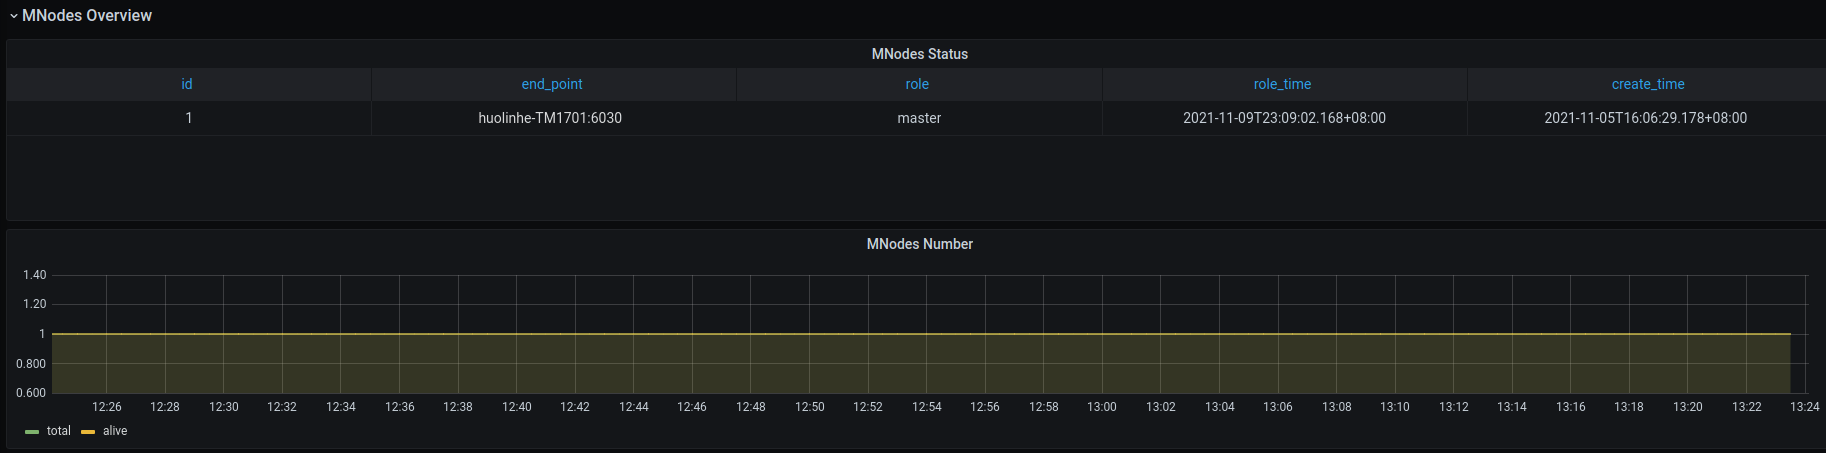 MNodes Overview
MNodes Status
id end_point role role_time create_time
1 huolinhe-TM1701:6030 master 2021-11-09T23:09:02.168+08:00 2021-11-05T16:06:29.178+08:00
MNodes Number
1.40
1.20
1
0.800
0.600
12:26 12:28 12:30 12:32 12:34 12:36 12:38 12:40 12:42 12:44 12:46 12:48 12:50 12:52 12:54 12:56 12:58 13:00 13:02 13:04 13:06 13:08 13:10 13:12 13:14 13:16 13:18 13:20 13:22 13:24
total alive